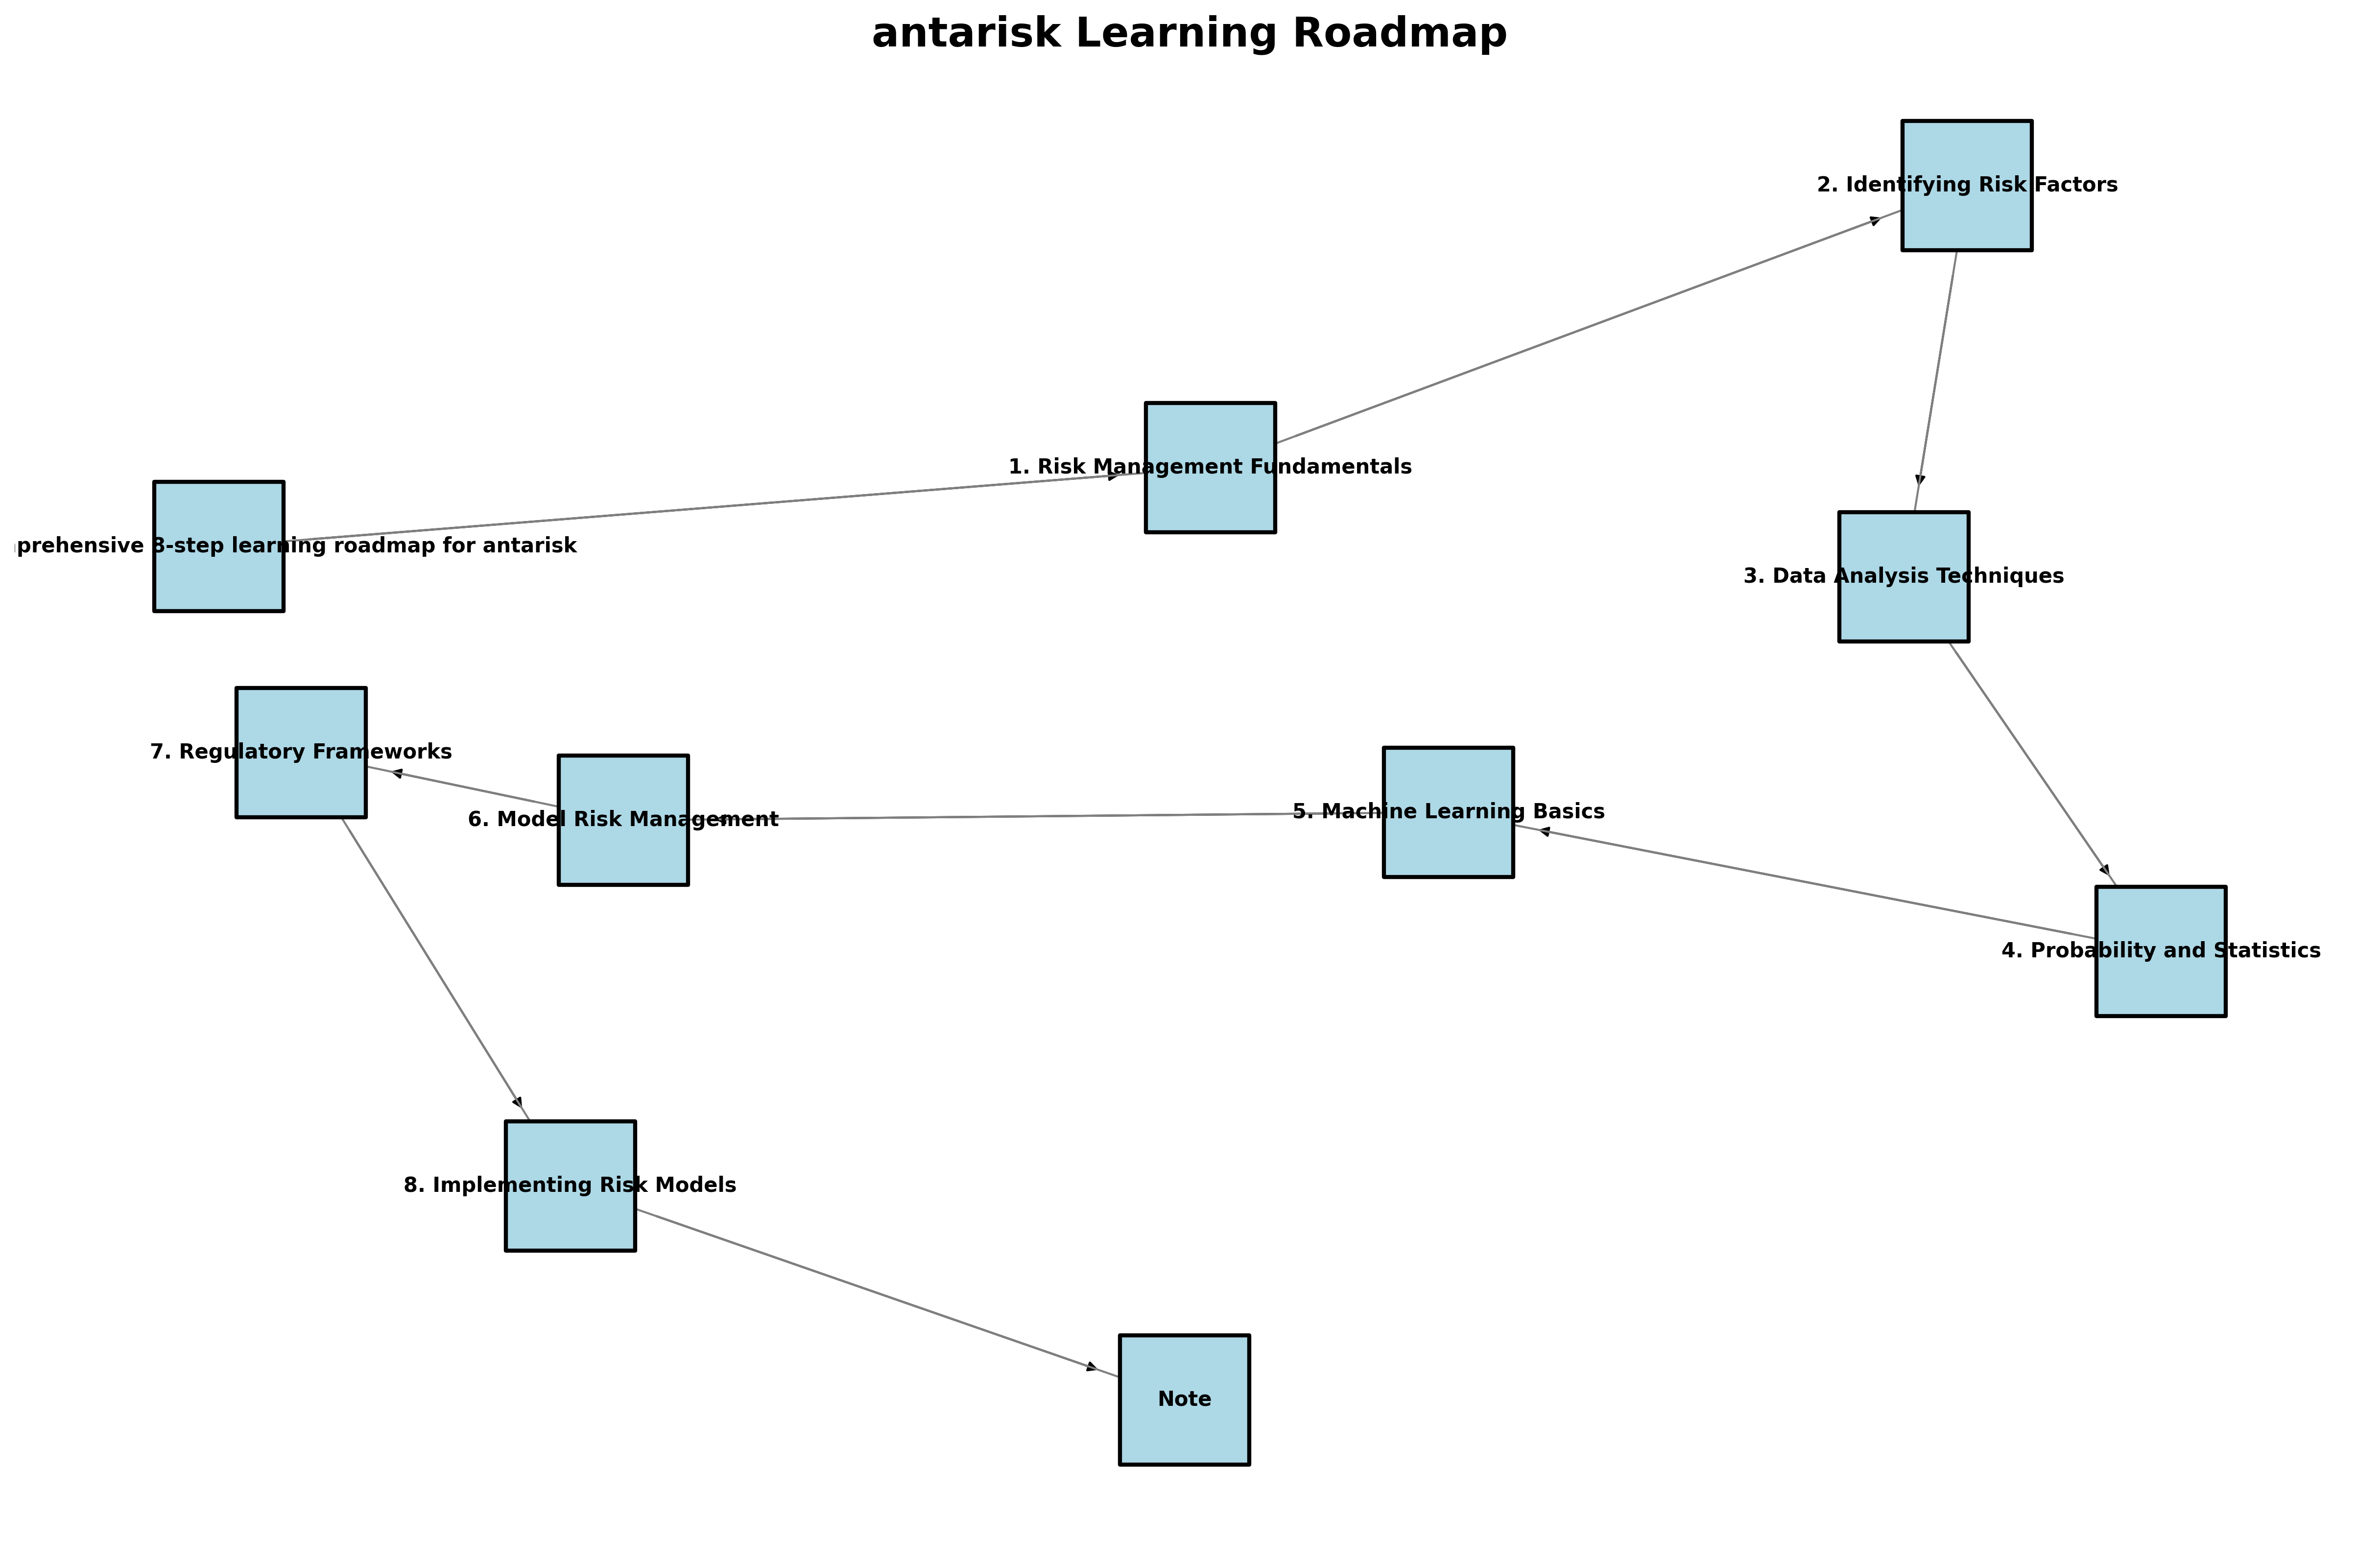 antarisk Learning Roadmap
2. Identifying Risk Factors
1. Risk Management Fundamentals
prehensive 8-step learning roadmap for antarisk
3. Data Analysis Techniques
7. Regulatory Frameworks
6. Model Risk Management
5. Machine Learning Basics
4. Probability and Statistics
8. Implementing Risk Models
Note